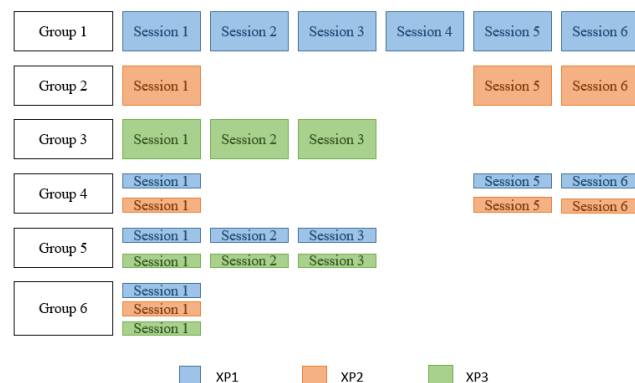 Group 1 Session 1 Session 2 Session 3 Session 4 Session 5 Session 6
Group 2 Session 1 Session 5 Session 6
Group 3 Session 1 Session 2 Session 3
Group 4
Session 1 Session 5 Session 6
Session 1 Session 5 Session 6
Group 5
Session 1 Session 2 Session 3
Session 1 Session 2 Session 3
Group 6
Session 1
Session 1
Session 1
XP1 XP2 XP3